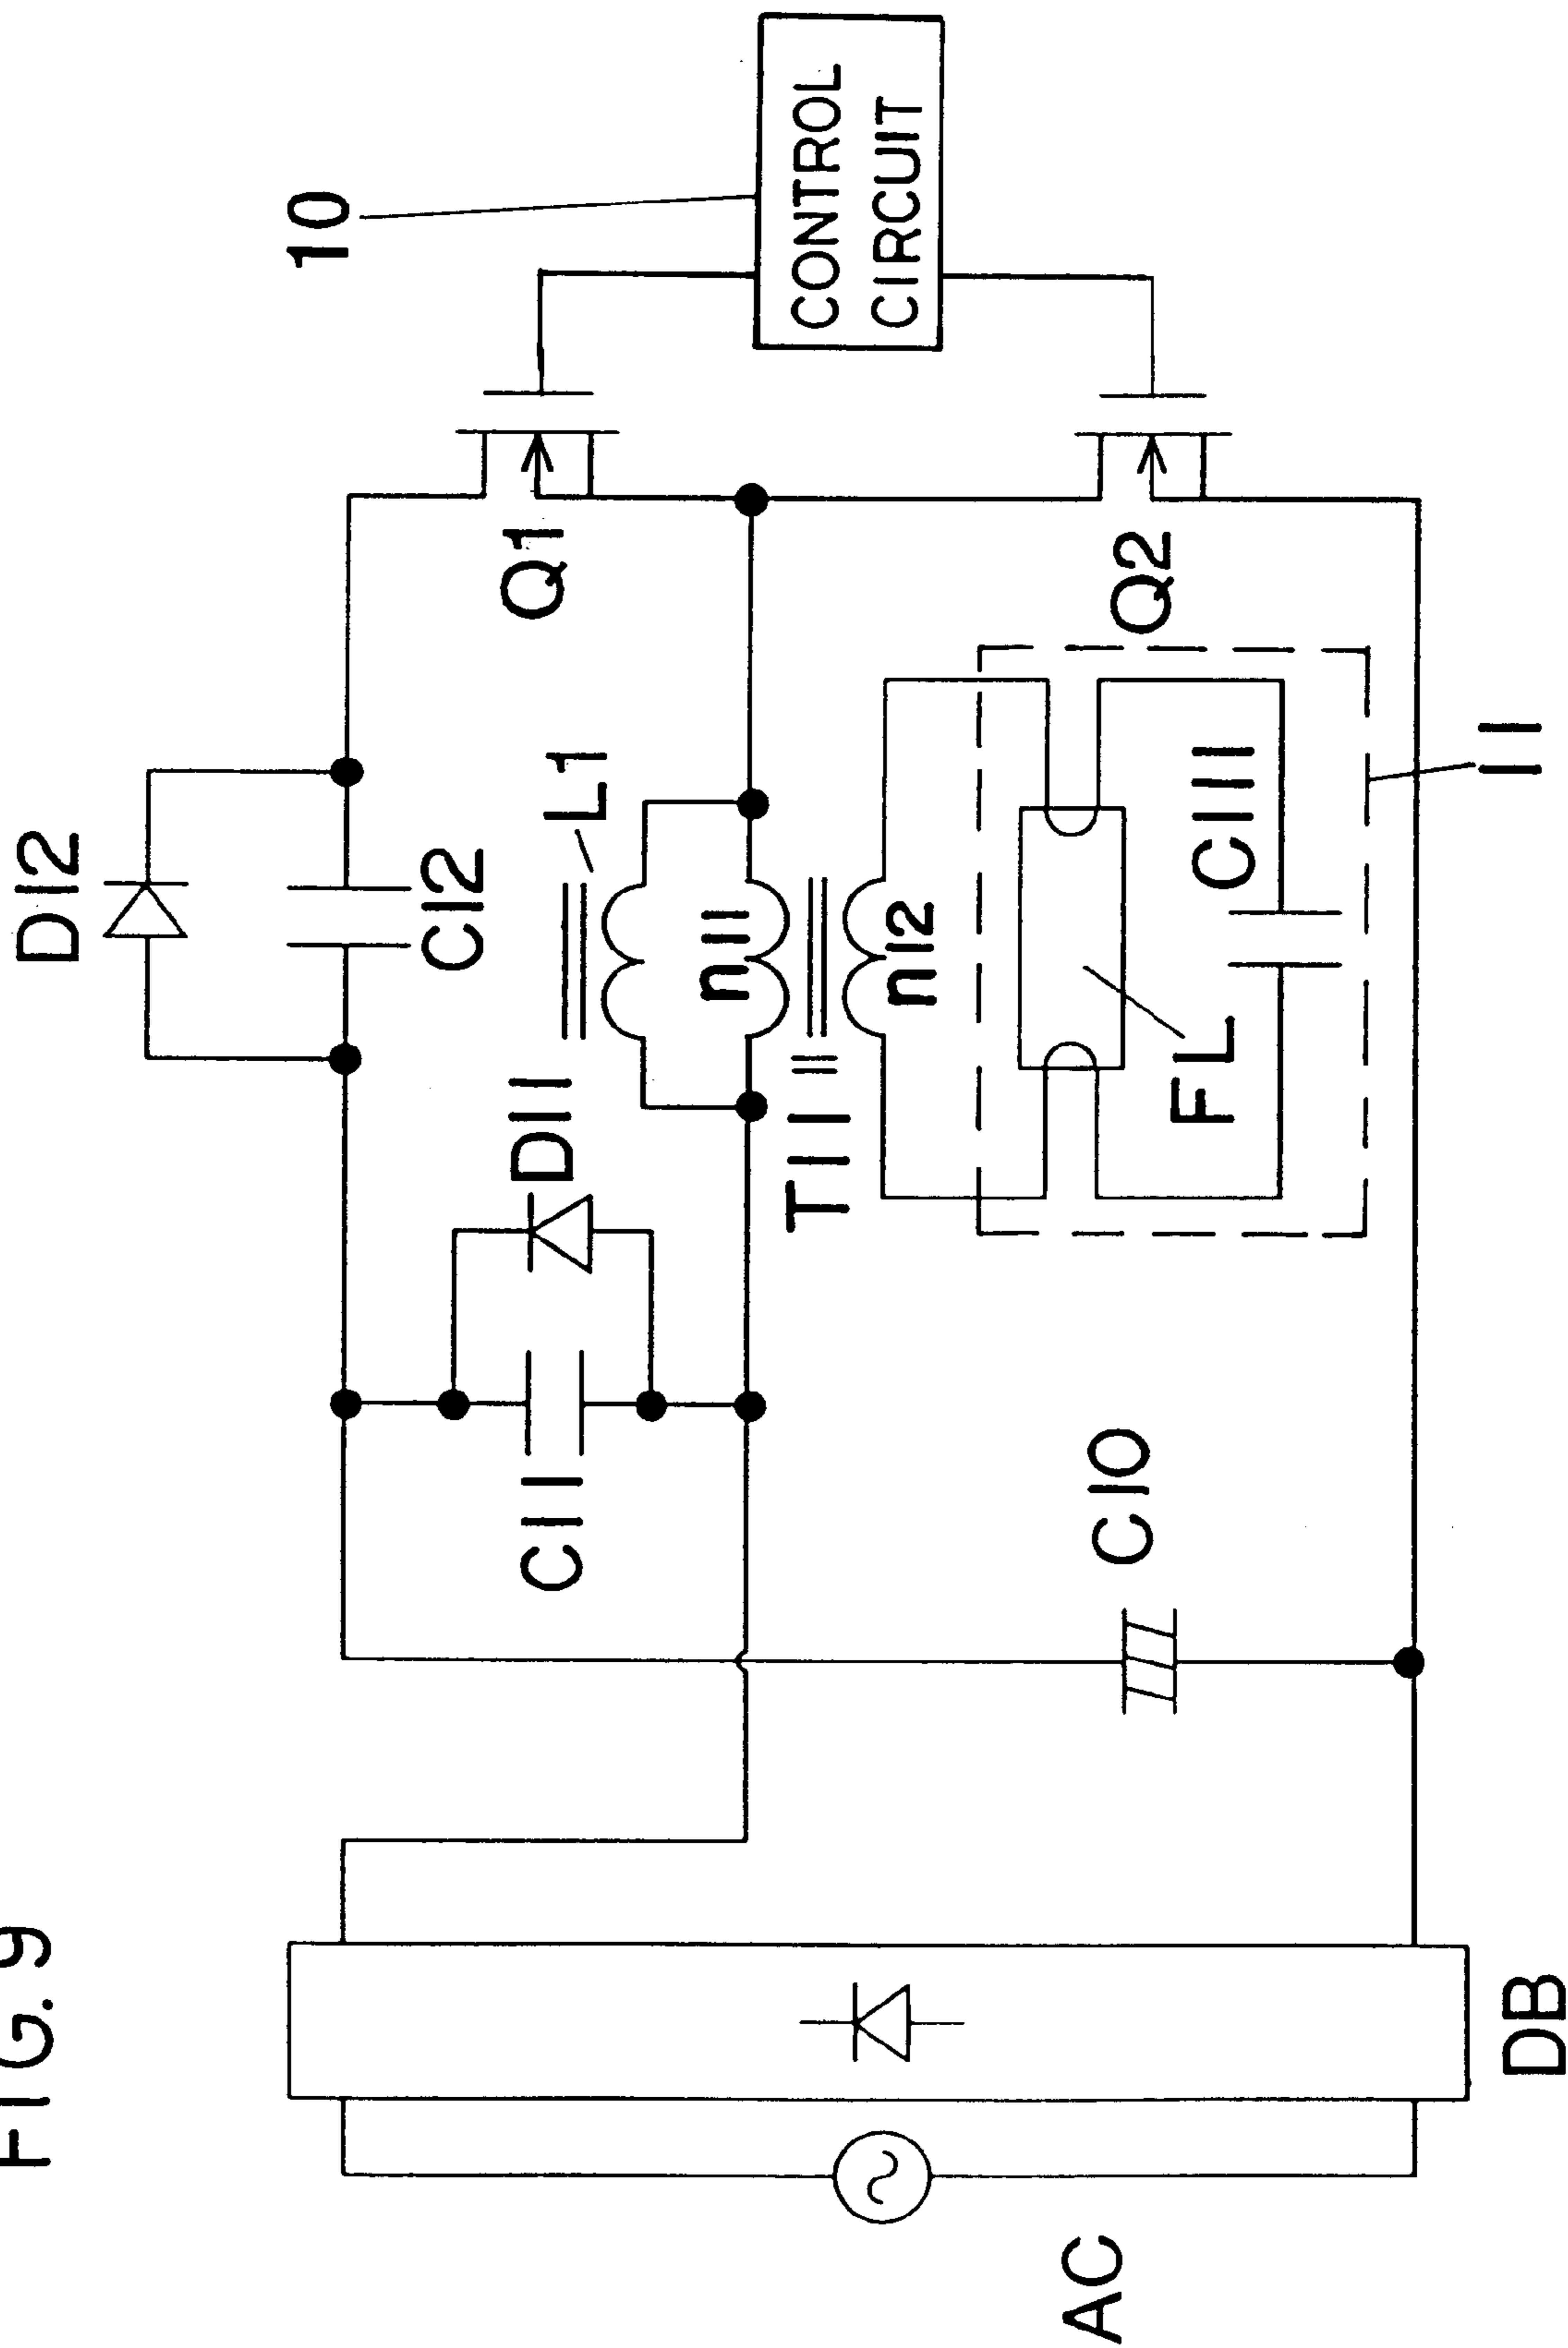 FIG. 9
D12
C12
10
L1
Q1
D11
C11
n11
T111
n12
CONTROL
CIRCUIT
Q2
C111
FL
11
C10
AC
DB